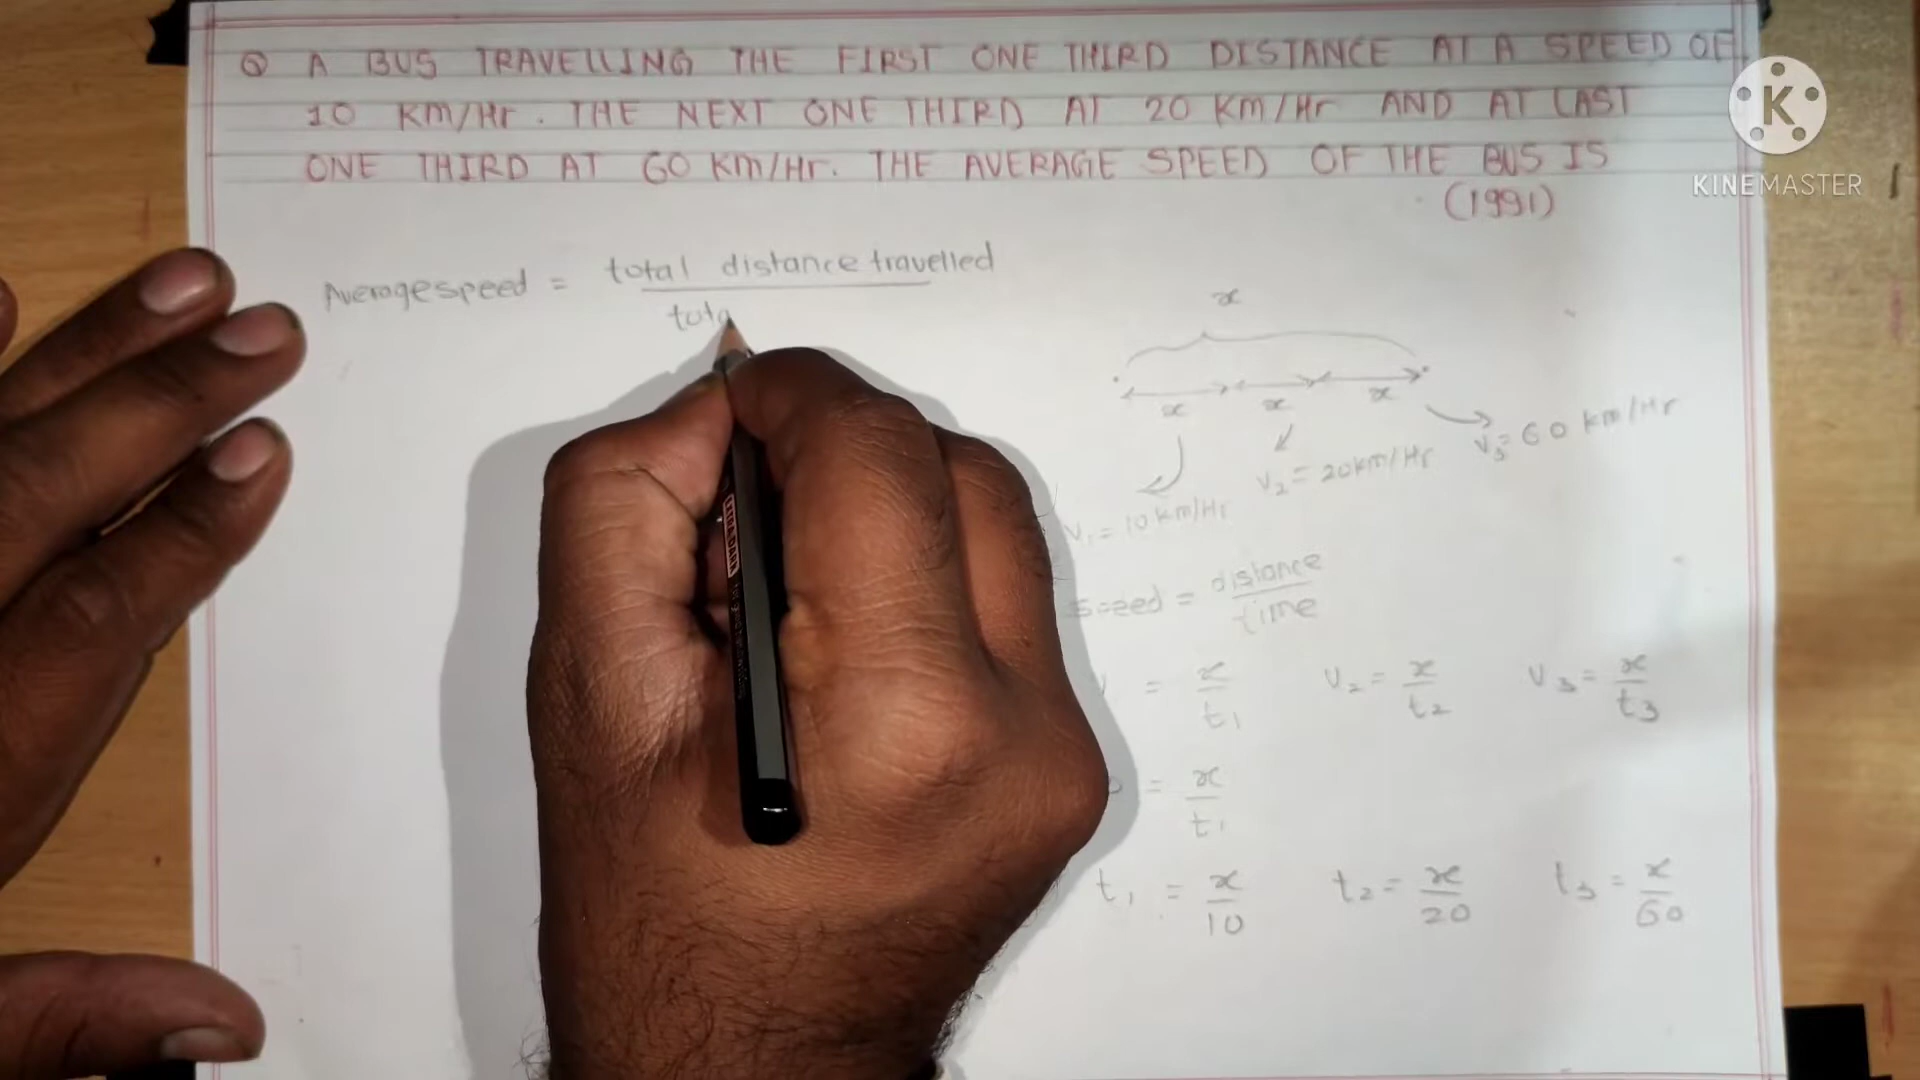 Q A BUS TRAVELLING THE FIRST ONE THIRD DISTANCE AT A SPEED OF
10 KM/Hr. THE NEXT ONE THIRD AT 20 KM/Hr AND AT LAST
ONE THIRD AT 60 KM/Hr. THE AVERAGE SPEED OF THE BUS IS
(1991)
K
KINEMASTER
Average speed = total distance travelled
tota
x
x x x
V1 = 10 km/Hr
V2 = 20km/Hr
V3 = 60 km/Hr
speed = distance
time
= x/t1 V2 = x/t2 V3 = x/t3
= x/t1
t1 = x/10 t2 = x/20 t3 = x/60